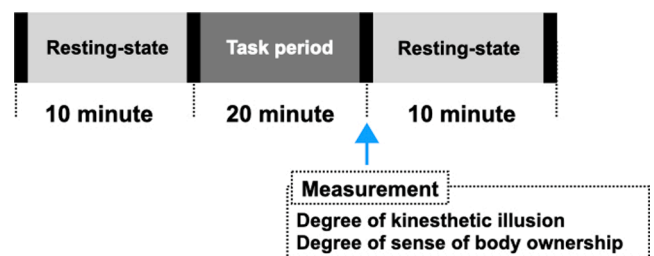 Resting-state Task period Resting-state
10 minute 20 minute 10 minute
Measurement
Degree of kinesthetic illusion
Degree of sense of body ownership